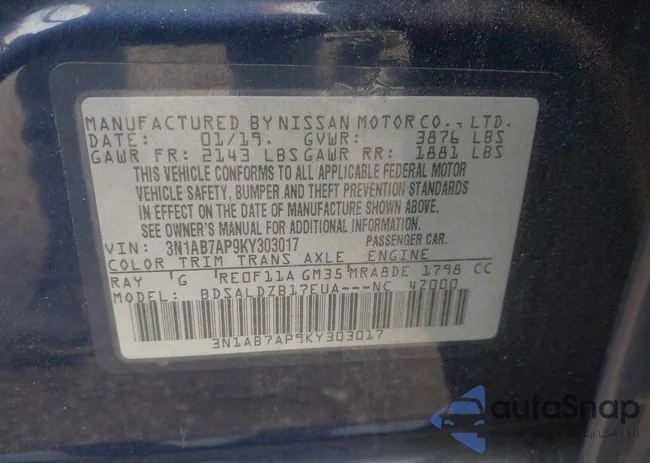 MANUFACTURED BY NISSAN MOTOR CO., LTD.
DATE: 01/19. GVWR: 3876 LBS
GAWR FR: 2143 LBS GAWR RR: 1881 LBS
THIS VEHICLE CONFORMS TO ALL APPLICABLE FEDERAL MOTOR
VEHICLE SAFETY, BUMPER AND THEFT PREVENTION STANDARDS
IN EFFECT ON THE DATE OF MANUFACTURE SHOWN ABOVE.
SEE OWNER'S MANUAL FOR ADDITIONAL INFORMATION.
VIN: 3N1AB7AP9KY303017 PASSENGER CAR.
COLOR TRIM TRANS AXLE ENGINE
RAY G RE0F11A GM35 MRA8DE 1798 CC
BDSALDZB17EUA---NC 4Z000
3N1AB7AP9KY303017
autoSnap
USA - EU